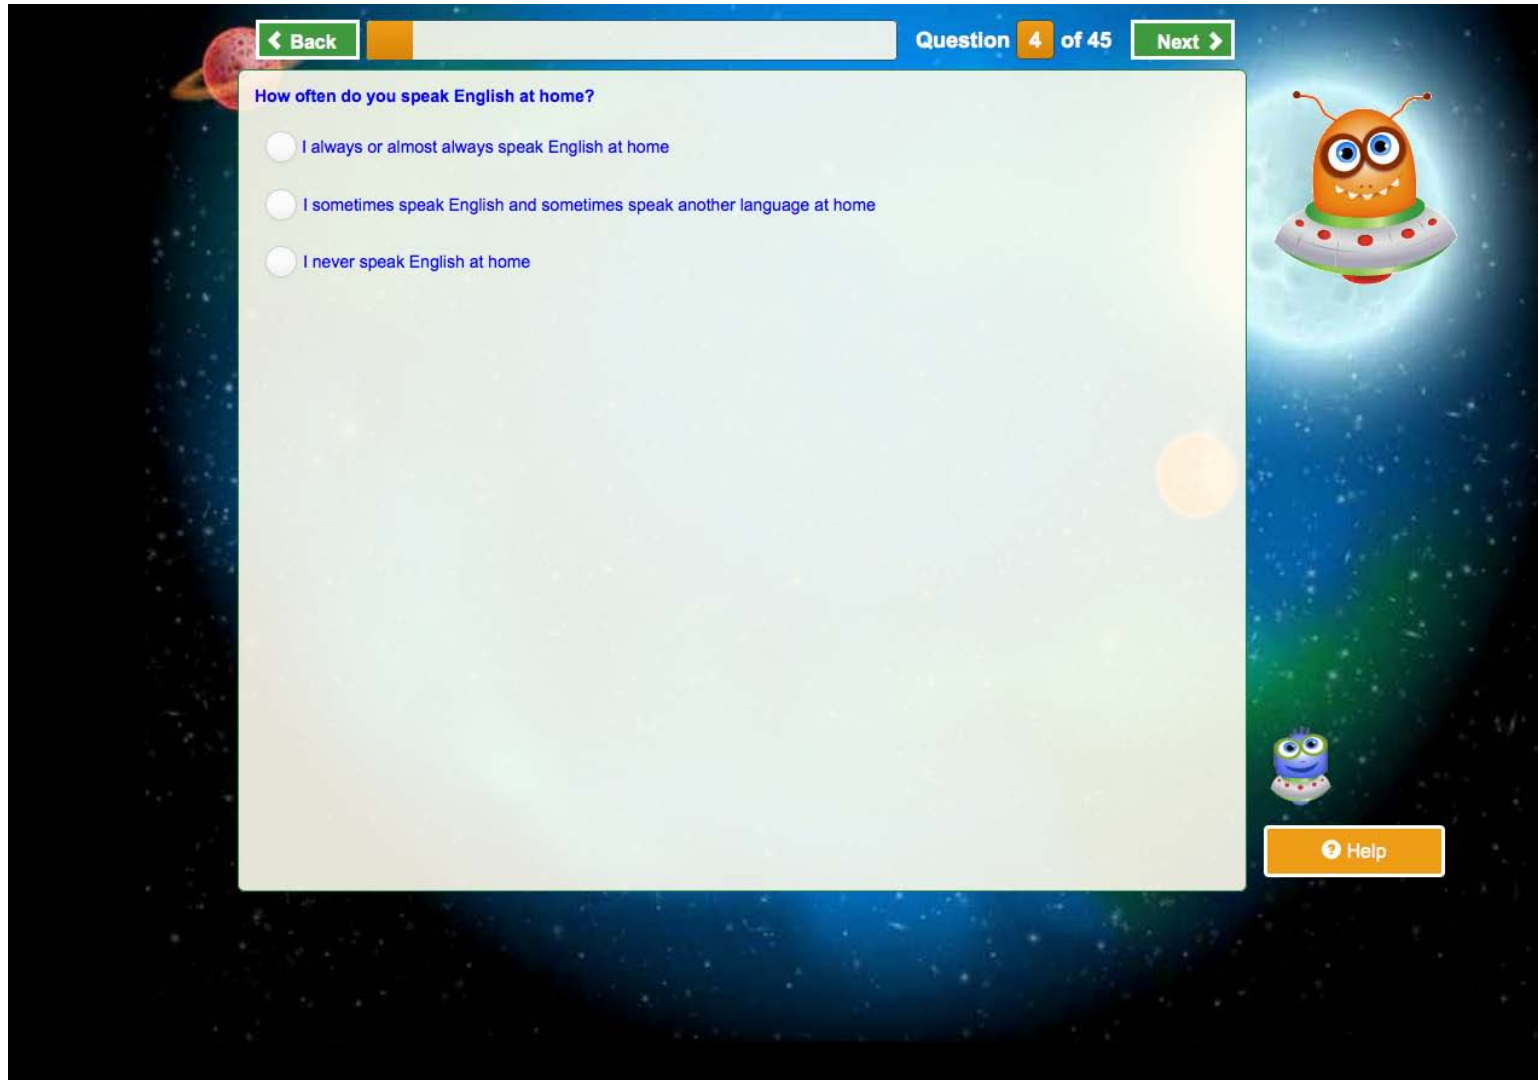 Back
Question 4 of 45
Next
How often do you speak English at home?
I always or almost always speak English at home
I sometimes speak English and sometimes speak another language at home
I never speak English at home
Help